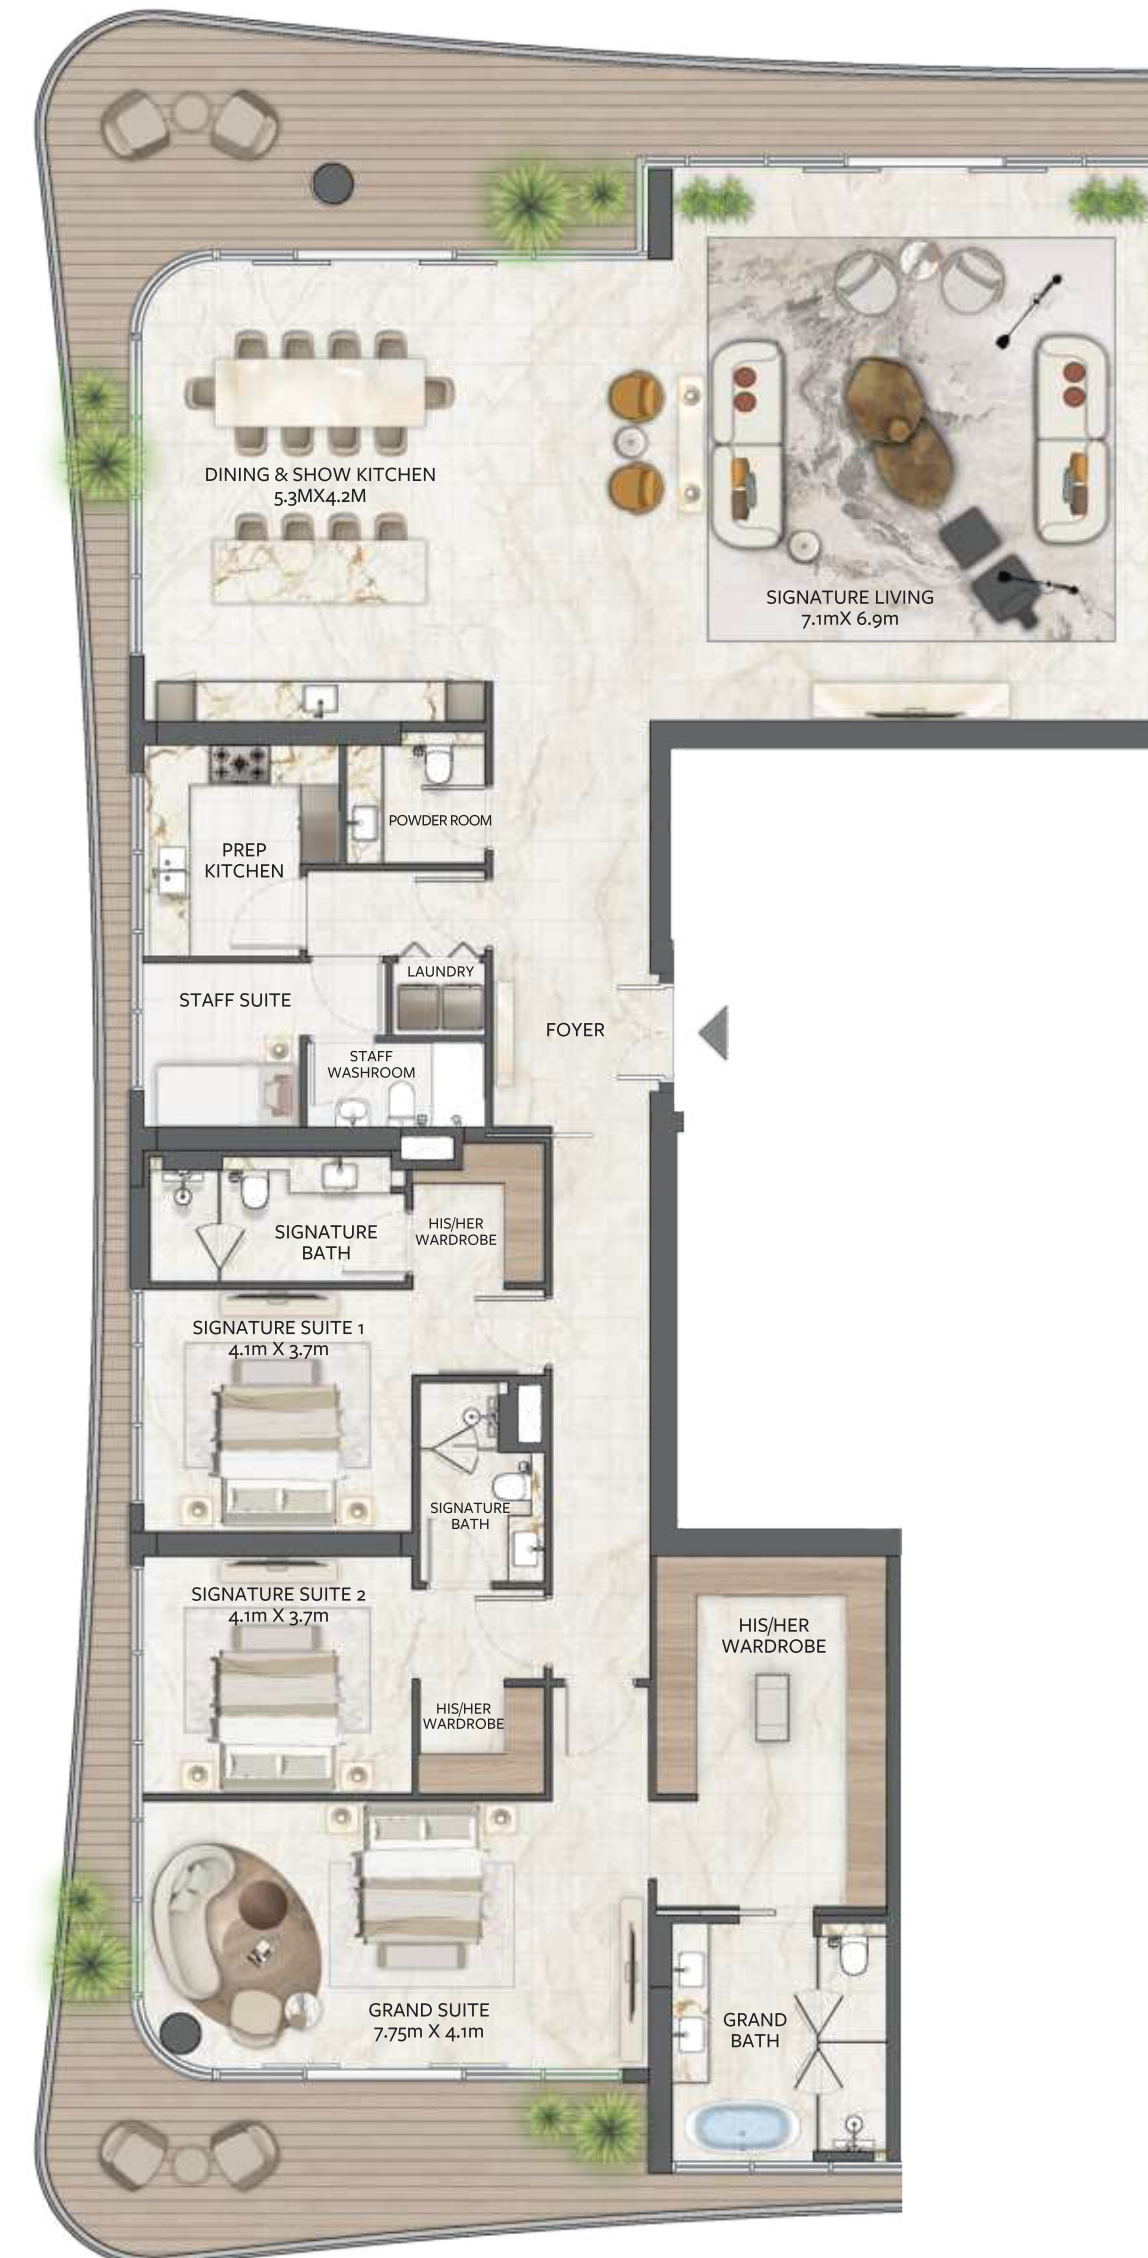 DINING & SHOW KITCHEN
5.3MX4.2M
SIGNATURE LIVING
7.1mX 6.9m
POWDER ROOM
PREP
KITCHEN
LAUNDRY
STAFF SUITE
FOYER
STAFF
WASHROOM
SIGNATURE
BATH
HIS/HER
WARDROBE
SIGNATURE SUITE 1
4.1m X 3.7m
SIGNATURE
BATH
SIGNATURE SUITE 2
4.1m X 3.7m
HIS/HER
WARDROBE
HIS/HER
WARDROBE
GRAND SUITE
7.75m X 4.1m
GRAND
BATH